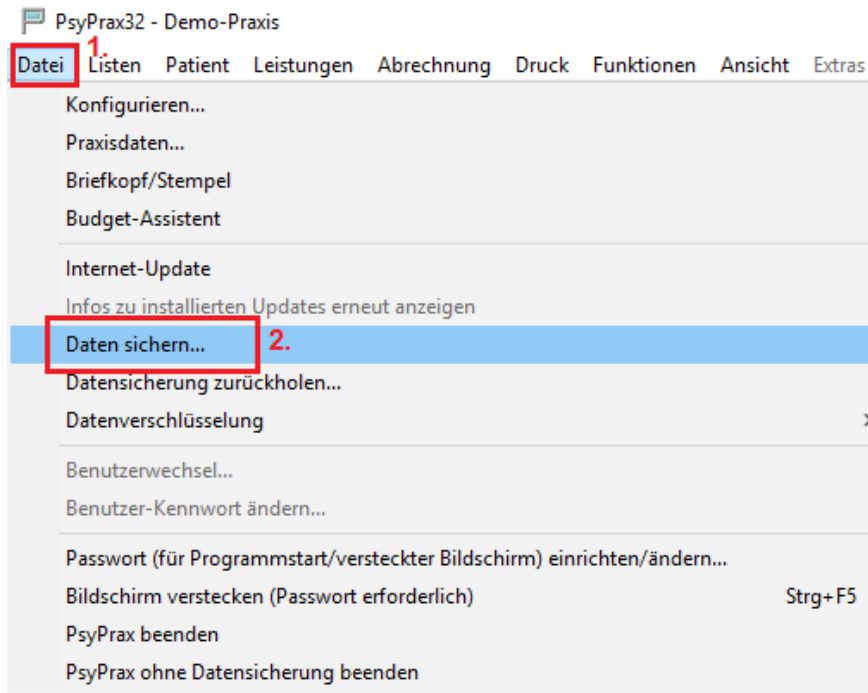 PsyPrax32 - Demo-Praxis
1.
Datei Listen Patient Leistungen Abrechnung Druck Funktionen Ansicht Extras
Konfigurieren...
Praxisdaten...
Briefkopf/Stempel
Budget-Assistent
Internet-Update
Infos zu installierten Updates erneut anzeigen
Daten sichern... 2.
Datensicherung zurückholen...
Datenverschlüsselung
Benutzerwechsel...
Benutzer-Kennwort ändern...
Passwort (für Programmstart/versteckter Bildschirm) einrichten/ändern...
Bildschirm verstecken (Passwort erforderlich) Strg+F5
PsyPrax beenden
PsyPrax ohne Datensicherung beenden